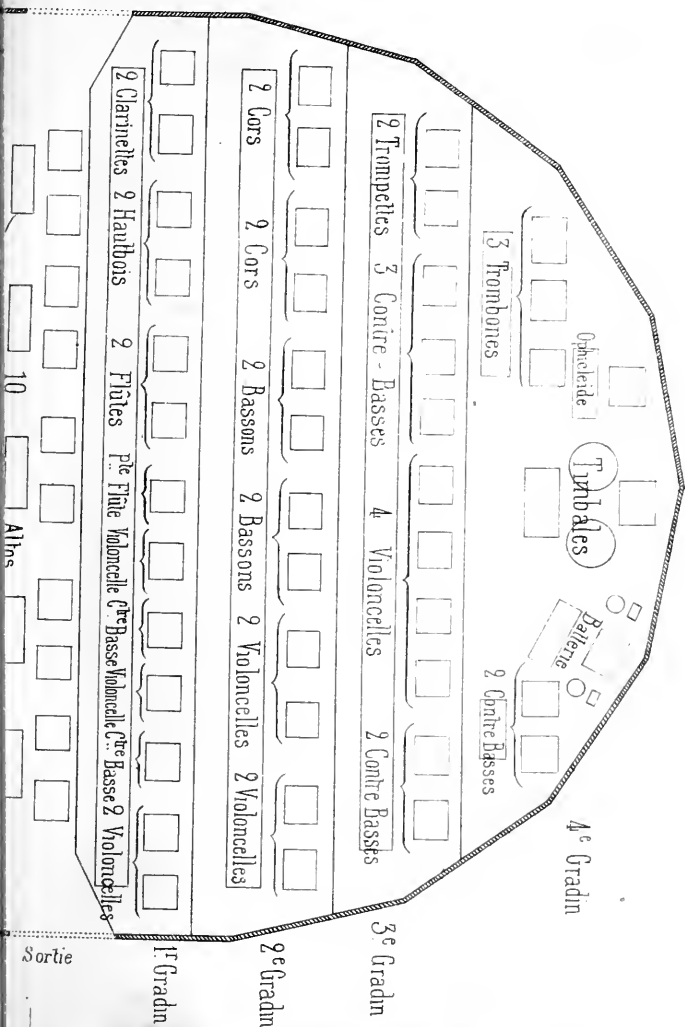 Ophicleide
Timbales
Batterie
3 Trombones
2 Contre Basses
4e Gradin
2 Trompettes 3 Contre-Basses 4 Violoncelles 2 Contre Basses
3e Gradin
2 Cors 2 Cors 2 Bassons 2 Bassons 2 Violoncelles 2 Violoncelles
2e Gradin
2 Clarinettes 2 Hautbois 2 Flûtes Pte Flûte Violoncelle Ctre Basse Violoncelle Ctre Basse 2 Violoncelles
1r Gradin
Sortie
10 Altos